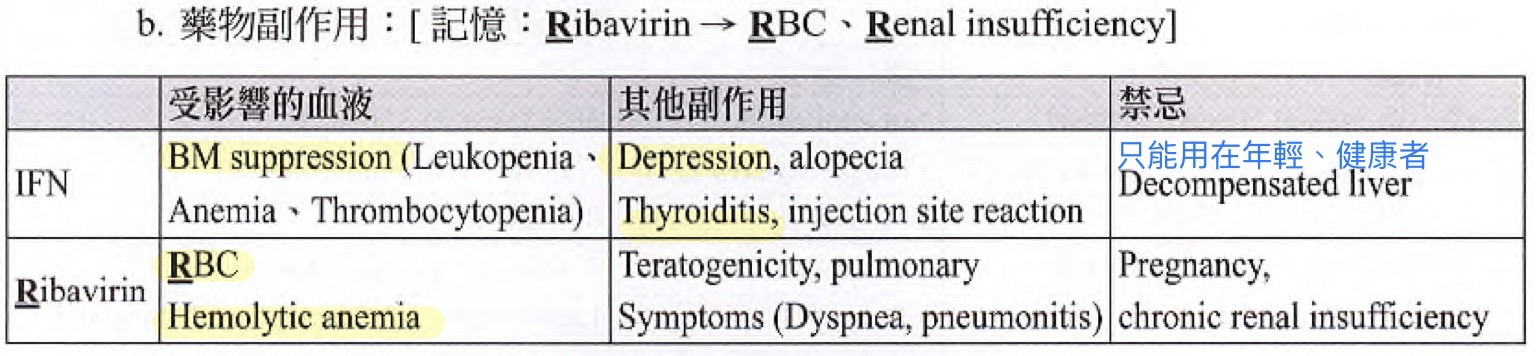 b. 藥物副作用：[ 記憶：Ribavirin → RBC、Renal insufficiency]
受影響的血液 其他副作用 禁忌
IFN
BM suppression (Leukopenia、
Anemia、Thrombocytopenia)
Depression, alopecia
Thyroiditis, injection site reaction
只能用在年輕、健康者
Decompensated liver
Ribavirin
RBC
Hemolytic anemia
Teratogenicity, pulmonary
Symptoms (Dyspnea, pneumonitis)
Pregnancy,
chronic renal insufficiency